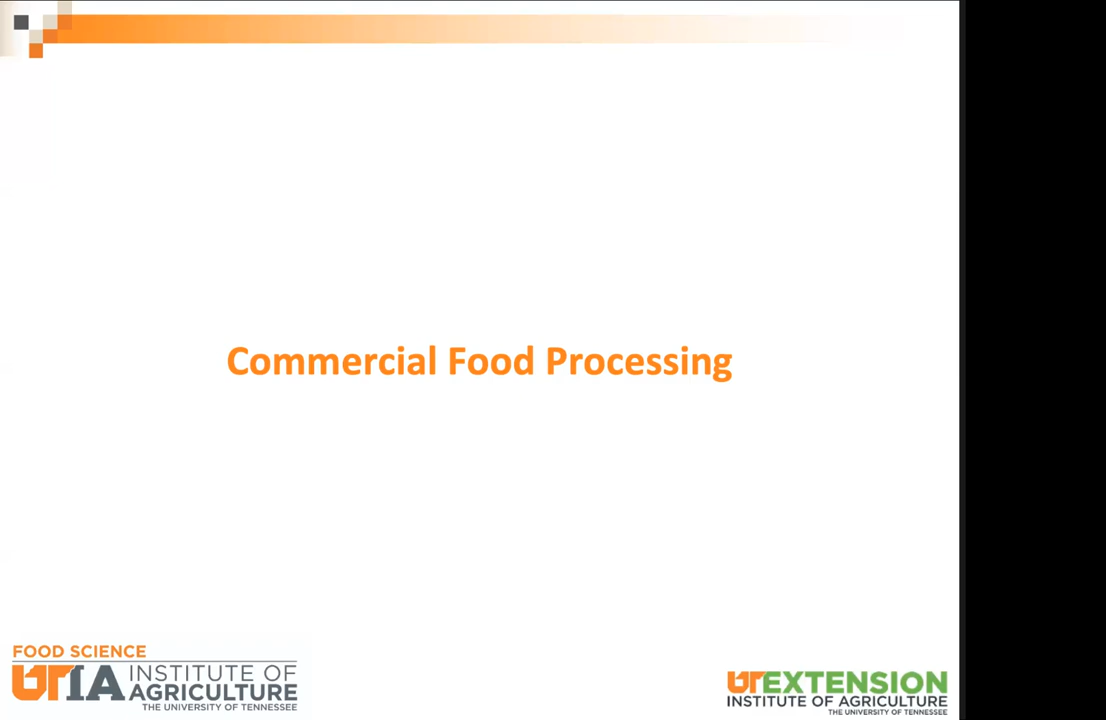 Commercial Food Processing
FOOD SCIENCE
UTIA INSTITUTE OF
AGRICULTURE
THE UNIVERSITY OF TENNESSEE
UTEXTENSION
INSTITUTE OF AGRICULTURE
THE UNIVERSITY OF TENNESSEE